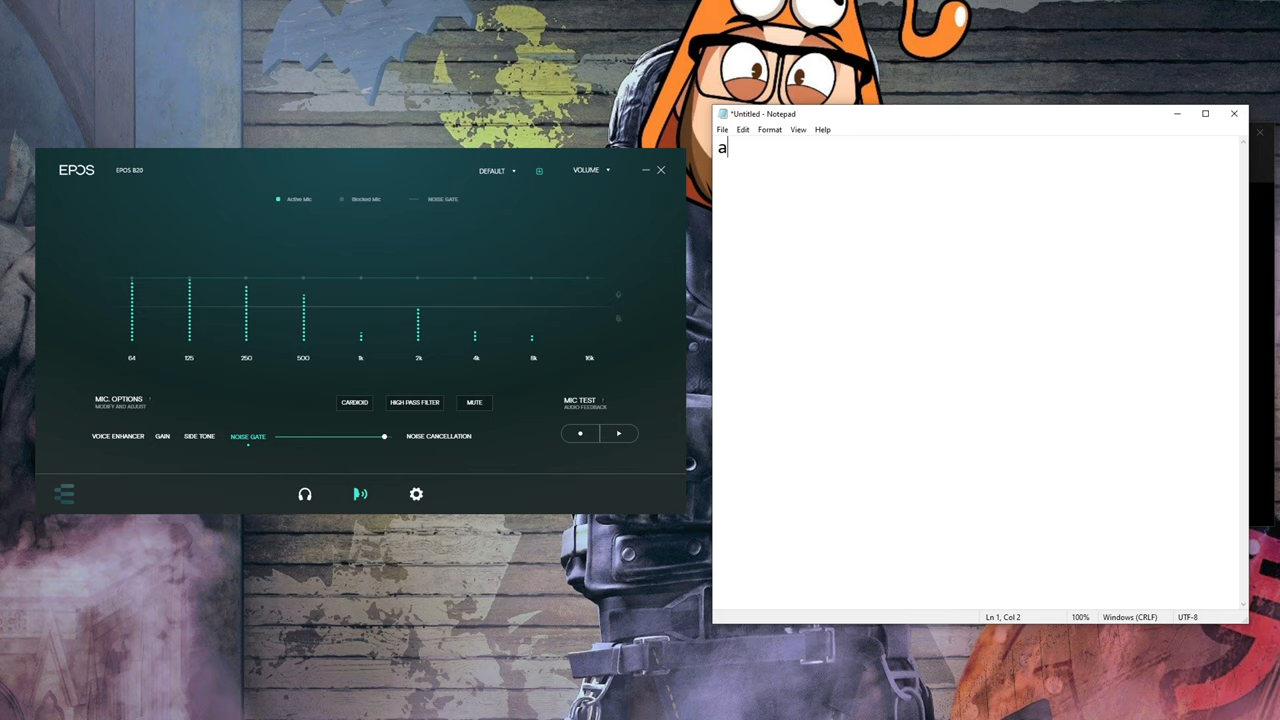 EPOS
EPOS B20
DEFAULT
VOLUME
Active Mic
Blocked Mic
NOISE GATE
64
125
250
500
1k
2k
4k
8k
16k
MIC. OPTIONS
MODIFY AND ADJUST
CARDIOID
HIGH PASS FILTER
MUTE
MIC TEST
AUDIO FEEDBACK
VOICE ENHANCER
GAIN
SIDE TONE
NOISE GATE
NOISE CANCELLATION
*Untitled - Notepad
File Edit Format View Help
a
Ln 1, Col 2
100%
Windows (CRLF)
UTF-8